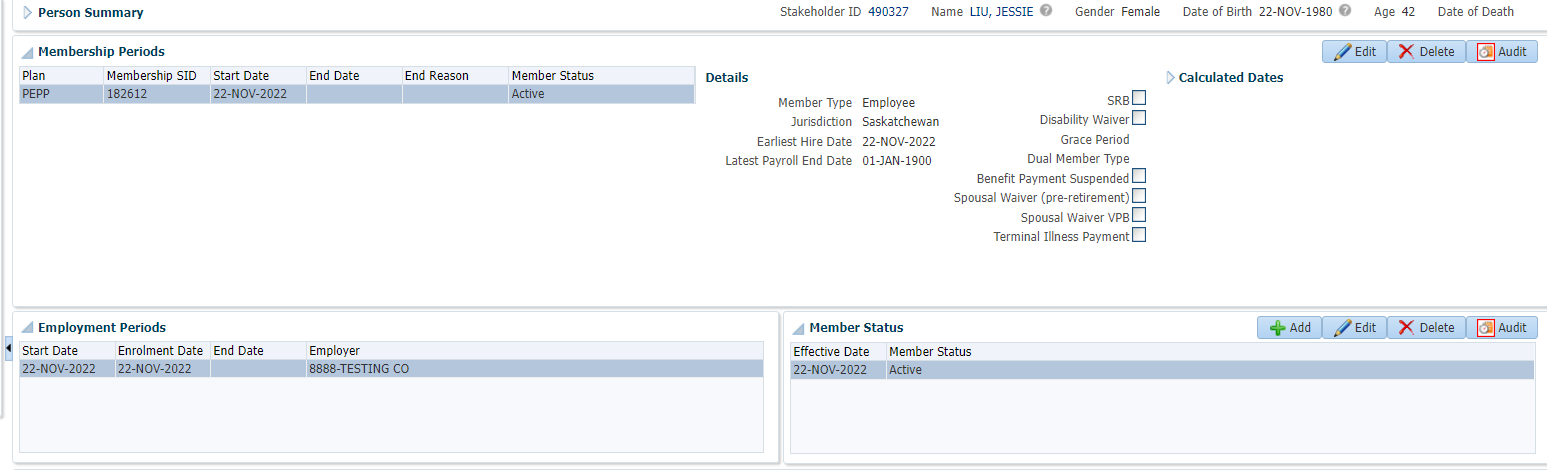 Person Summary Stakeholder ID 490327 Name LIU, JESSIE ? Gender Female Date of Birth 22-NOV-1980 ? Age 42 Date of Death
Membership Periods Edit Delete Audit
Plan Membership SID Start Date End Date End Reason Member Status
PEPP 182612 22-NOV-2022 Active
Details
Member Type Employee
Jurisdiction Saskatchewan
Earliest Hire Date 22-NOV-2022
Latest Payroll End Date 01-JAN-1900
SRB
Disability Waiver
Grace Period
Dual Member Type
Benefit Payment Suspended
Spousal Waiver (pre-retirement)
Spousal Waiver VPB
Terminal Illness Payment
Calculated Dates
Employment Periods
Start Date Enrolment Date End Date Employer
22-NOV-2022 22-NOV-2022 8888-TESTING CO
Member Status Add Edit Delete Audit
Effective Date Member Status
22-NOV-2022 Active